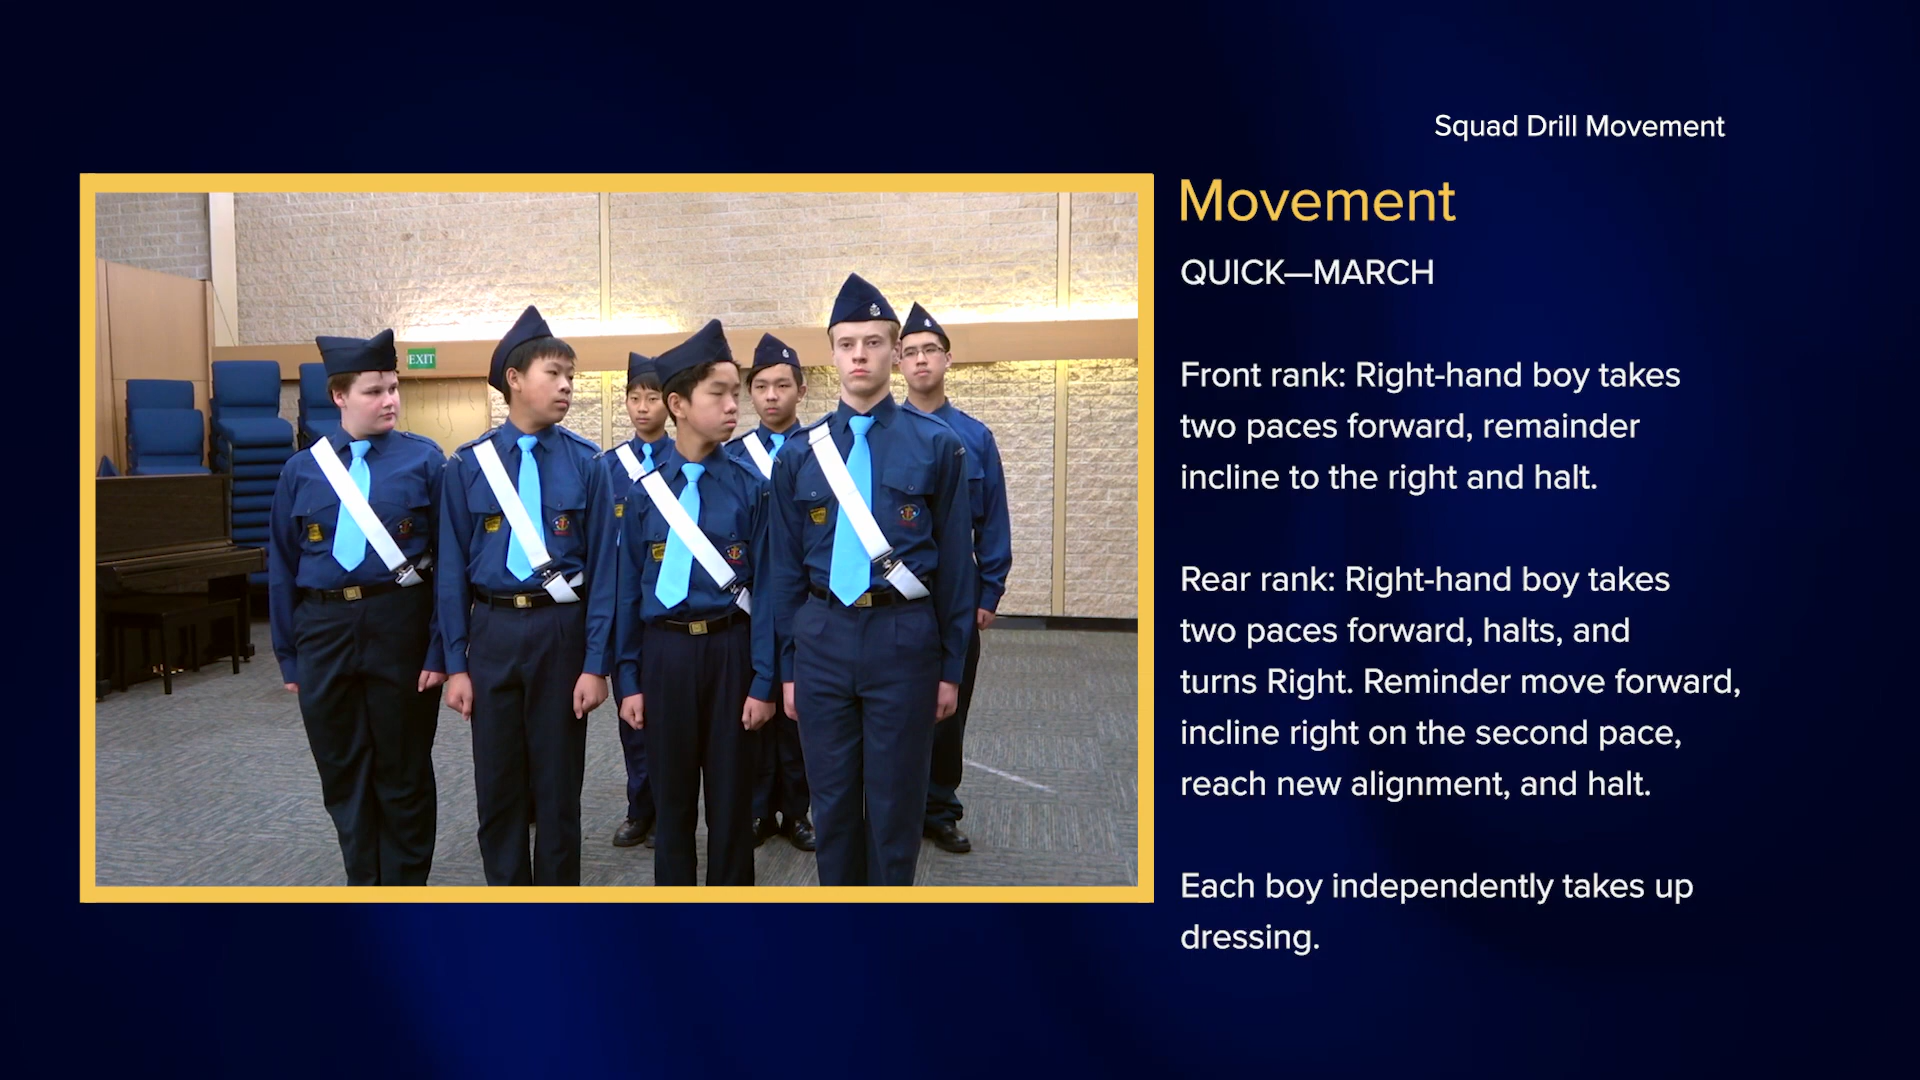 Squad Drill Movement
Movement
QUICK—MARCH
Front rank: Right-hand boy takes
two paces forward, remainder
incline to the right and halt.
Rear rank: Right-hand boy takes
two paces forward, halts, and
turns Right. Reminder move forward,
incline right on the second pace,
reach new alignment, and halt.
Each boy independently takes up
dressing.
EXIT